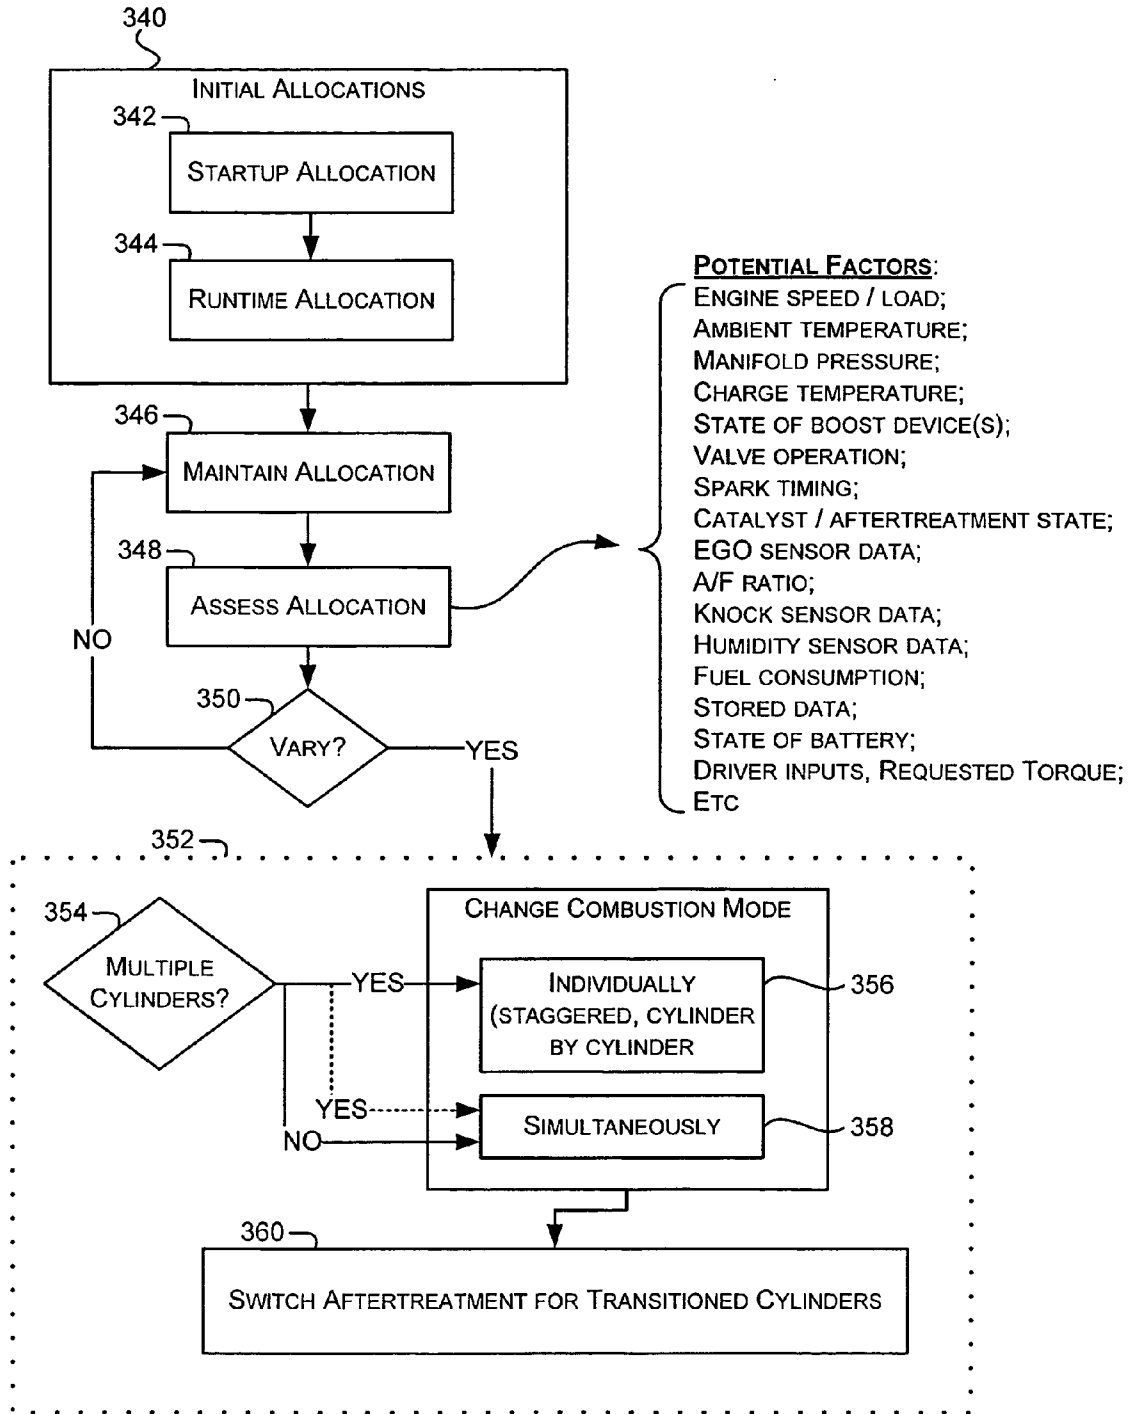 340
INITIAL ALLOCATIONS
342
STARTUP ALLOCATION
344
RUNTIME ALLOCATION
346
MAINTAIN ALLOCATION
348
ASSESS ALLOCATION
NO
350
VARY?
YES
POTENTIAL FACTORS:
ENGINE SPEED / LOAD;
AMBIENT TEMPERATURE;
MANIFOLD PRESSURE;
CHARGE TEMPERATURE;
STATE OF BOOST DEVICE(S);
VALVE OPERATION;
SPARK TIMING;
CATALYST / AFTERTREATMENT STATE;
EGO SENSOR DATA;
A/F RATIO;
KNOCK SENSOR DATA;
HUMIDITY SENSOR DATA;
FUEL CONSUMPTION;
STORED DATA;
STATE OF BATTERY;
DRIVER INPUTS, REQUESTED TORQUE;
ETC
352
354
MULTIPLE
CYLINDERS?
YES
YES
NO
CHANGE COMBUSTION MODE
INDIVIDUALLY
(STAGGERED, CYLINDER
BY CYLINDER
356
SIMULTANEOUSLY
358
360
SWITCH AFTERTREATMENT FOR TRANSITIONED CYLINDERS